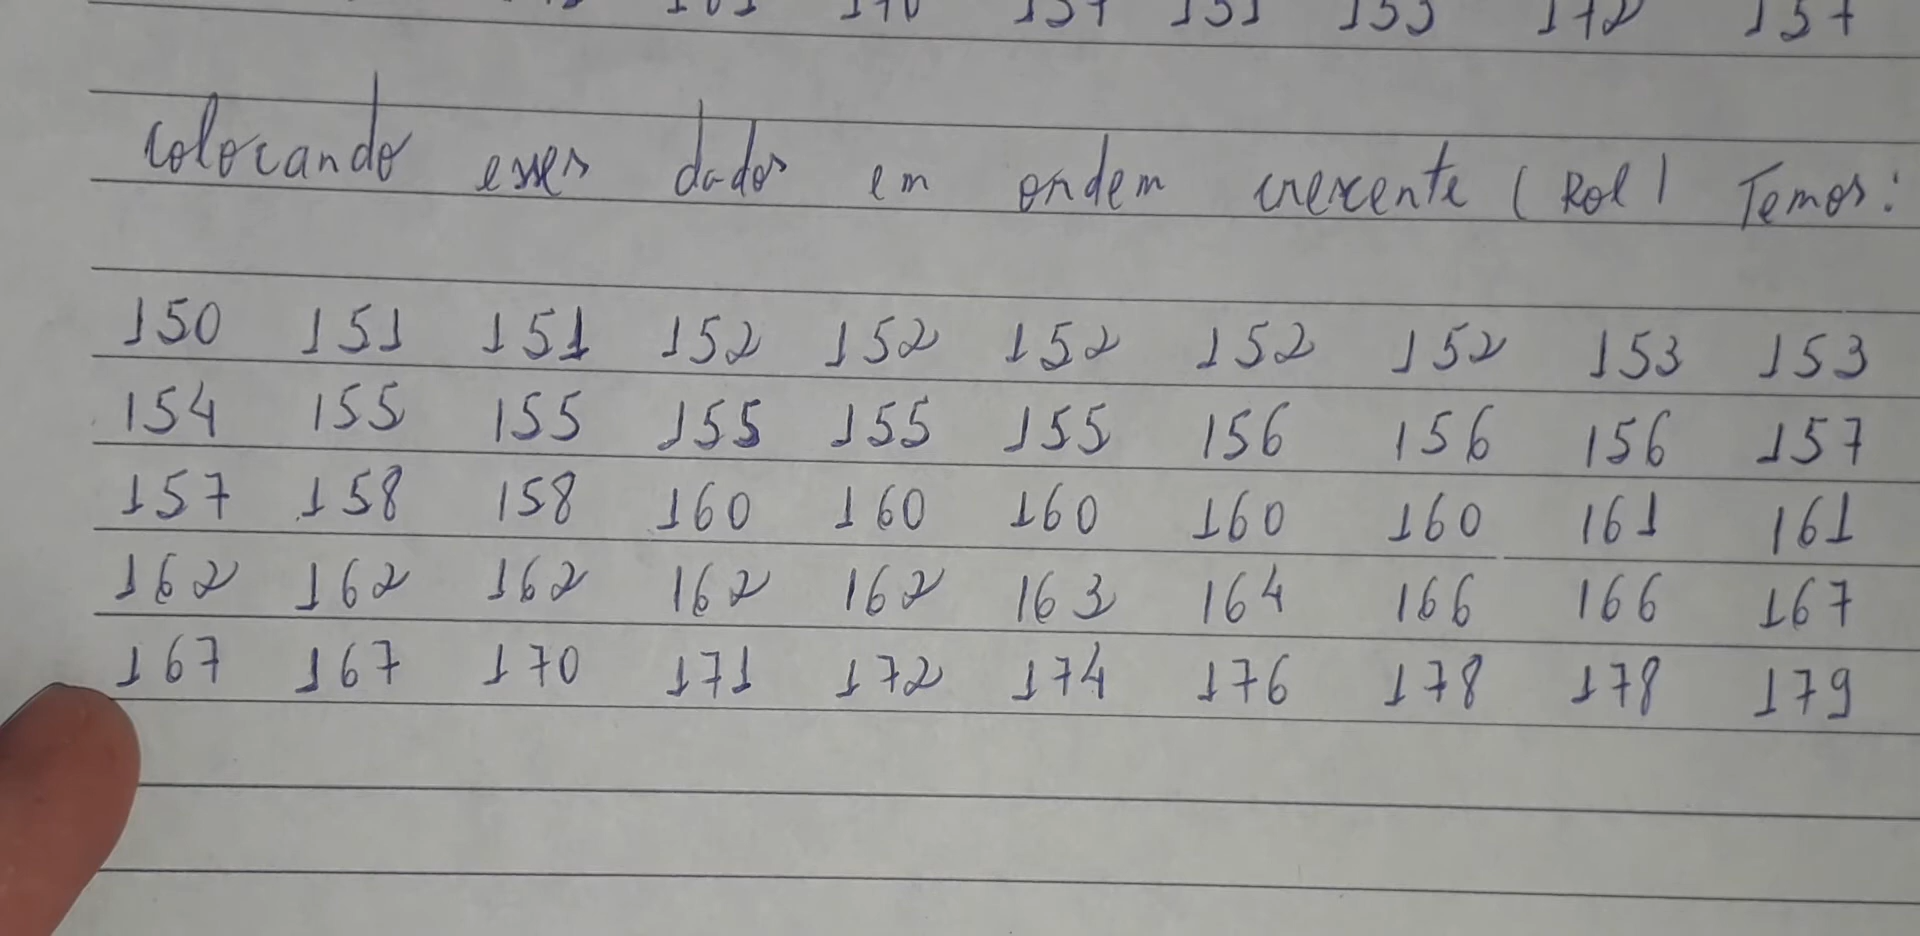 colocando esses dados em ordem crescente (Rol) Temos:
150 151 151 152 152 152 152 152 153 153
154 155 155 155 155 155 156 156 156 157
157 158 158 160 160 160 160 160 161 161
162 162 162 162 162 163 164 166 166 167
167 167 170 171 172 174 176 178 178 179